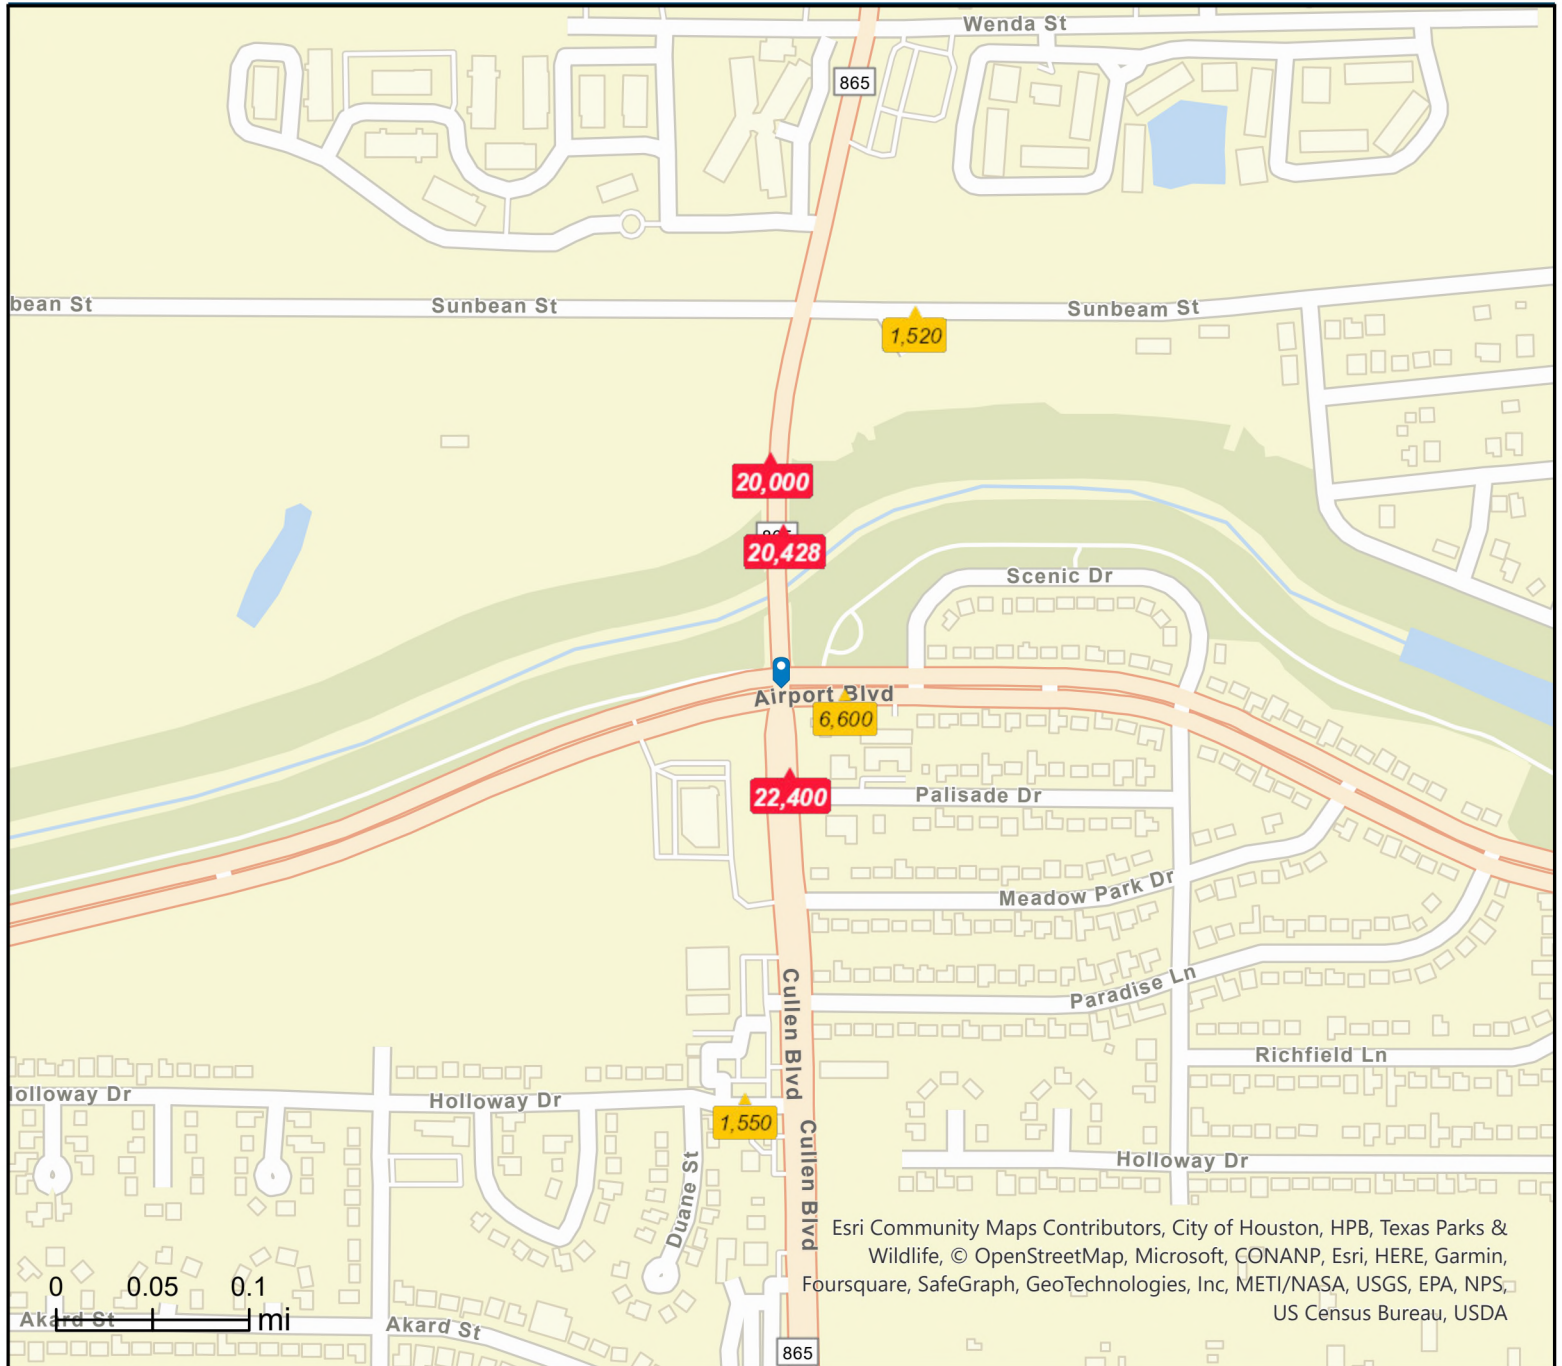 Wenda St
865
bean St
Sunbean St
Sunbeam St
1,520
20,000
20,428
Scenic Dr
Airport Blvd
6,600
22,400
Palisade Dr
Meadow Park Dr
Paradise Ln
Cullen Blvd
Richfield Ln
Holloway Dr
Holloway Dr
1,550
Cullen Blvd
Holloway Dr
Duane St
Esri Community Maps Contributors, City of Houston, HPB, Texas Parks &
Wildlife, © OpenStreetMap, Microsoft, CONANP, Esri, HERE, Garmin,
Foursquare, SafeGraph, GeoTechnologies, Inc, METI/NASA, USGS, EPA, NPS,
US Census Bureau, USDA
0 0.05 0.1
mi
Akard St
Akard St
865